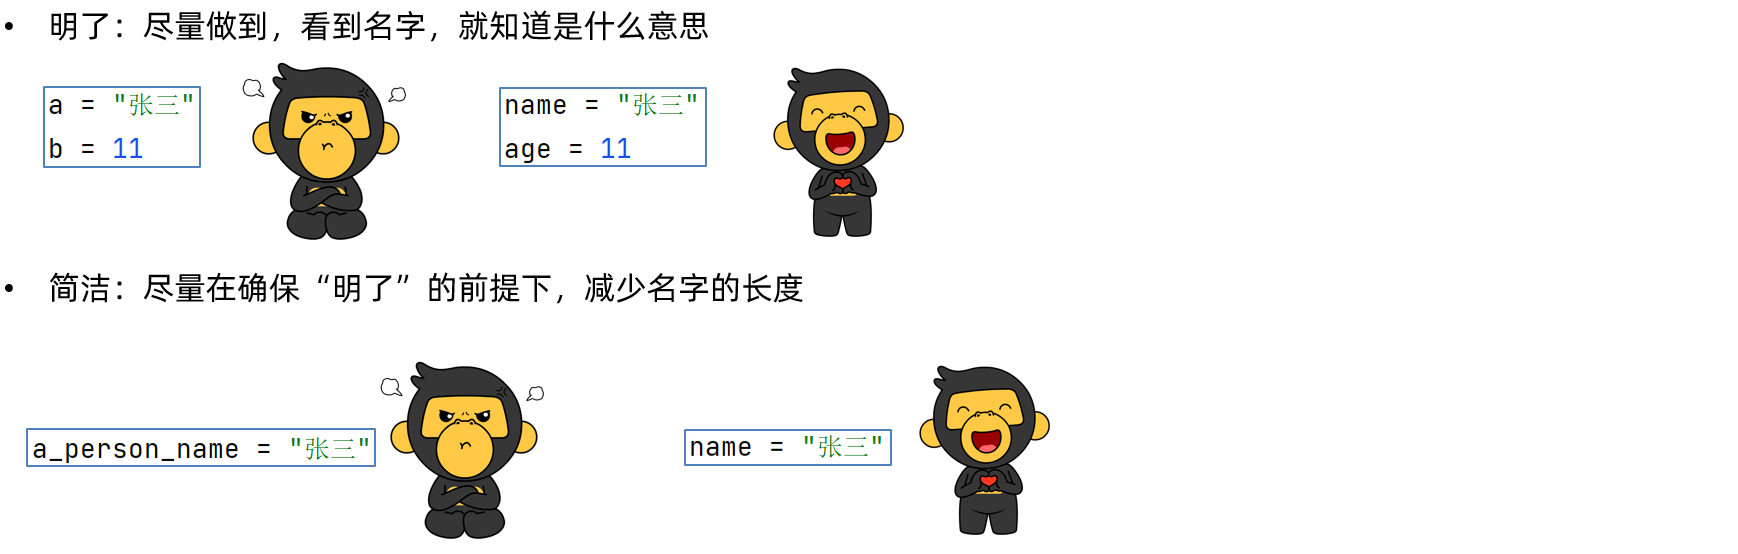 • 明了：尽量做到，看到名字，就知道是什么意思
a = "张三"
b = 11
name = "张三"
age = 11
• 简洁：尽量在确保“明了”的前提下，减少名字的长度
a_person_name = "张三"
name = "张三"